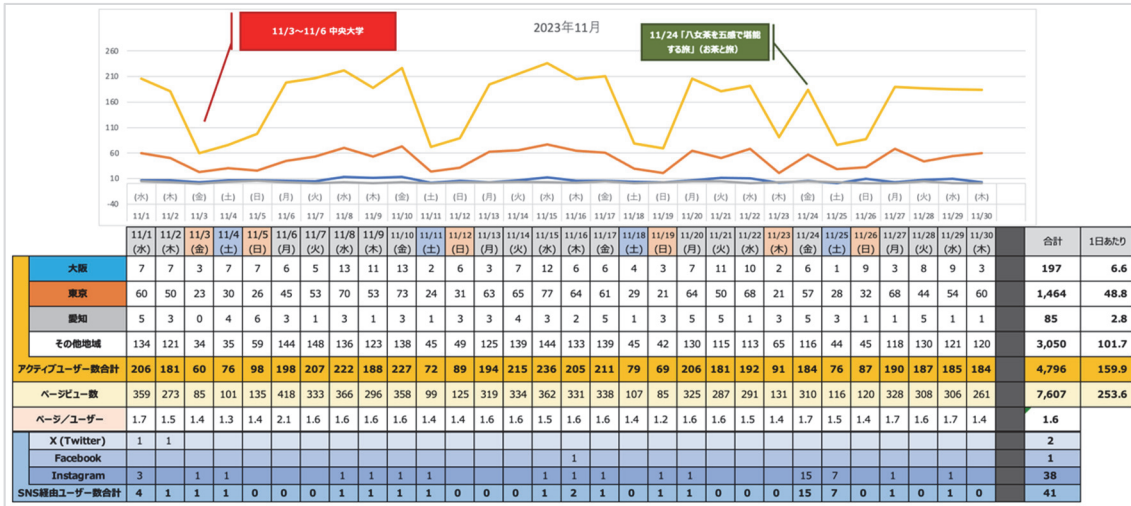 2023年11月
11/3～11/6 中央大学
11/24「八女茶を五感で堪能
する旅」（お茶と旅）
260
210
160
110
60
10
-40
(水) (木) (金) (土) (日) (月) (火) (水) (木) (金) (土) (日) (月) (火) (水) (木) (金) (土) (日) (月) (火) (水) (木) (金) (土) (日) (月) (火) (水) (木)
11/1 11/2 11/3 11/4 11/5 11/6 11/7 11/8 11/9 11/10 11/11 11/12 11/13 11/14 11/15 11/16 11/17 11/18 11/19 11/20 11/21 11/22 11/23 11/24 11/25 11/26 11/27 11/28 11/29 11/30
11/1 11/2 11/3 11/4 11/5 11/6 11/7 11/8 11/9 11/10 11/11 11/12 11/13 11/14 11/15 11/16 11/17 11/18 11/19 11/20 11/21 11/22 11/23 11/24 11/25 11/26 11/27 11/28 11/29 11/30 合計 1日あたり
(水) (木) (金) (土) (日) (月) (火) (水) (木) (金) (土) (日) (月) (火) (水) (木) (金) (土) (日) (月) (火) (水) (木) (金) (土) (日) (月) (火) (水) (木)
大阪 7 7 3 7 7 6 5 13 11 13 2 6 3 7 12 6 6 4 3 7 11 10 2 6 1 9 3 8 9 3 197 6.6
東京 60 50 23 30 26 45 53 70 53 73 24 31 63 65 77 64 61 29 21 64 50 68 21 57 28 32 68 44 54 60 1,464 48.8
愛知 5 3 0 4 6 3 1 3 1 3 1 3 3 4 3 2 5 1 3 5 5 1 3 5 3 1 1 5 1 1 85 2.8
その他地域 134 121 34 35 59 144 148 136 123 138 45 49 125 139 144 133 139 45 42 130 115 113 65 116 44 45 118 130 121 120 3,050 101.7
アクティブユーザー数合計 206 181 60 76 98 198 207 222 188 227 72 89 194 215 236 205 211 79 69 206 181 192 91 184 76 87 190 187 185 184 4,796 159.9
ページビュー数 359 273 85 101 135 418 333 366 296 358 99 125 319 334 362 331 338 107 85 325 287 291 131 310 116 120 328 308 306 261 7,607 253.6
ページ／ユーザー 1.7 1.5 1.4 1.3 1.4 2.1 1.6 1.6 1.6 1.6 1.4 1.4 1.6 1.6 1.5 1.6 1.6 1.4 1.2 1.6 1.6 1.5 1.4 1.7 1.5 1.4 1.7 1.6 1.7 1.4 1.6
X (Twitter) 1 1 2
Facebook 1 1
Instagram 3 1 1 1 1 1 1 1 1 1 1 1 15 7 1 1 38
SNS経由ユーザー数合計 4 1 1 1 0 0 0 1 1 1 1 0 0 0 1 2 1 0 1 1 0 0 0 15 7 0 1 0 1 0 41